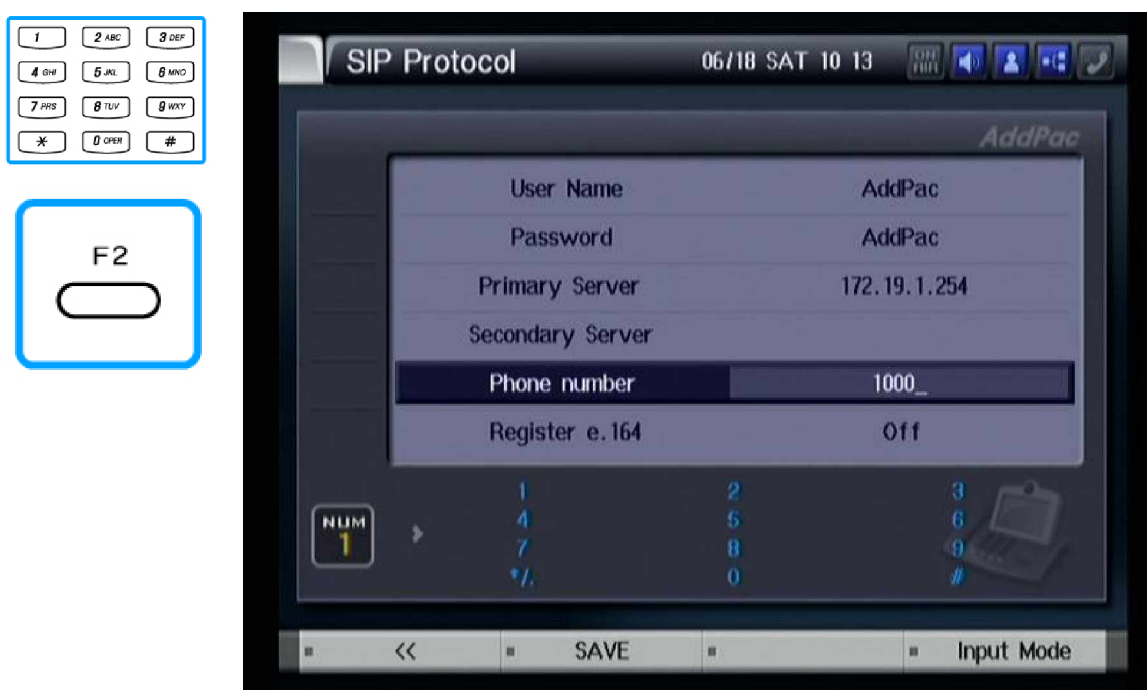 1 2 ABC 3 DEF
4 GHI 5 JKL 6 MNO
7 PRS 8 TUV 9 WXY
* 0 OPER #
F2
SIP Protocol 06/18 SAT 10 13
AddPac
User Name AddPac
Password AddPac
Primary Server 172.19.1.254
Secondary Server
Phone number 1000_
Register e.164 Off
NUM 1
1 2 3
4 5 6
7 8 9
*/. 0 #
<< SAVE Input Mode